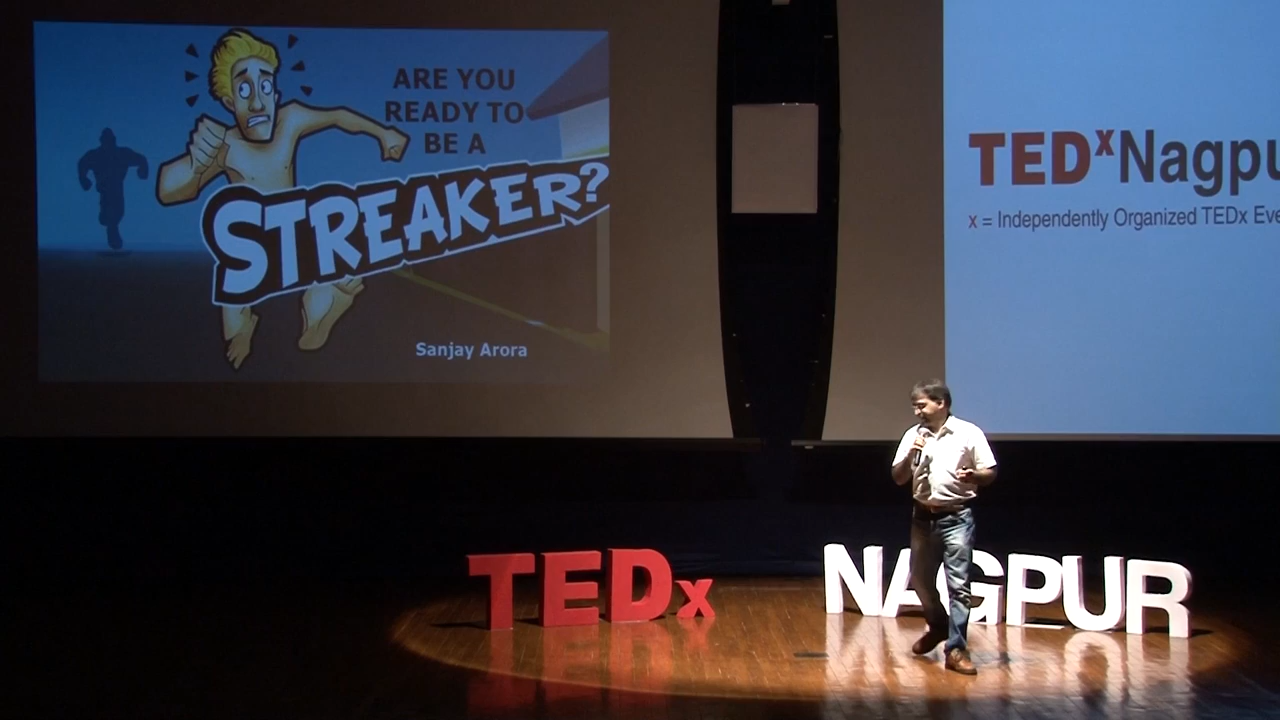 ARE YOU
READY TO
BE A
STREAKER?
Sanjay Arora
TEDxNagpu
x = Independently Organized TEDx Eve
TEDx
NAGPUR